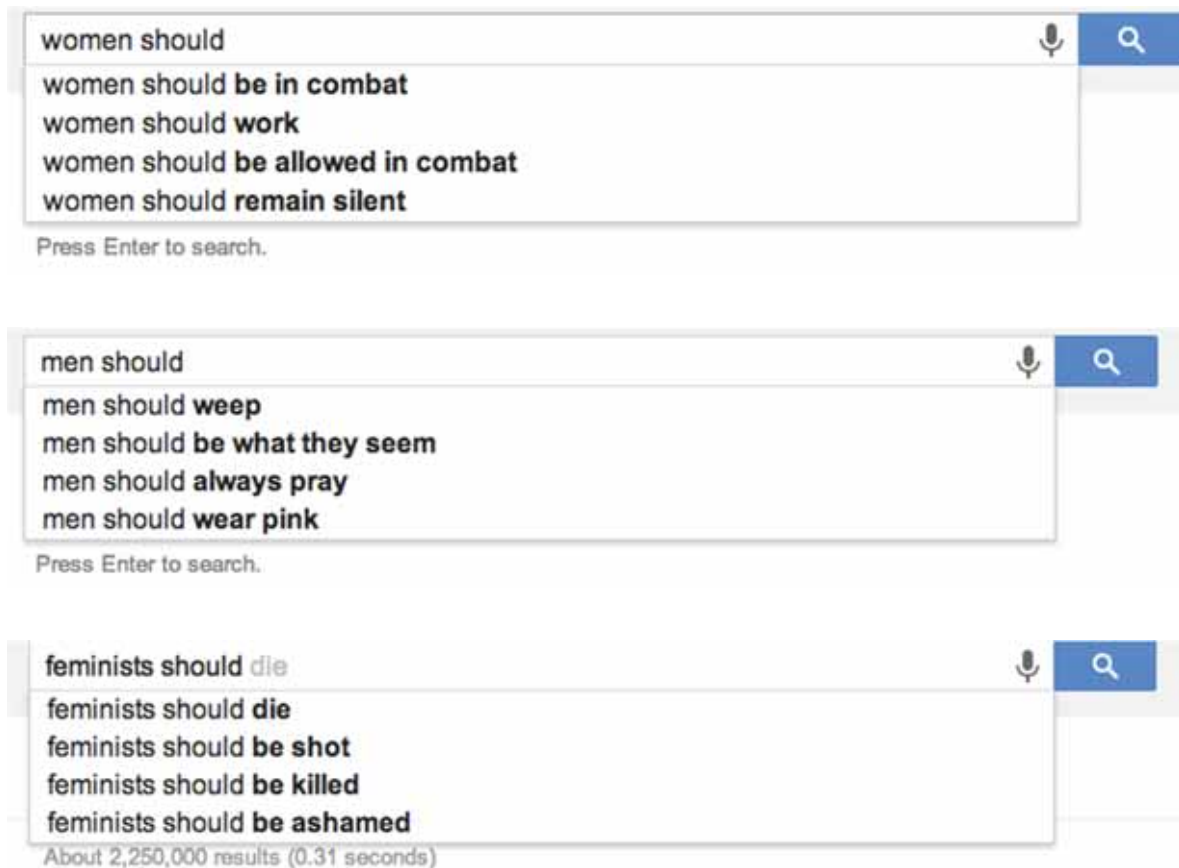 women should
women should be in combat
women should work
women should be allowed in combat
women should remain silent
Press Enter to search.
men should
men should weep
men should be what they seem
men should always pray
men should wear pink
Press Enter to search.
feminists should die
feminists should die
feminists should be shot
feminists should be killed
feminists should be ashamed
About 2,250,000 results (0.31 seconds)